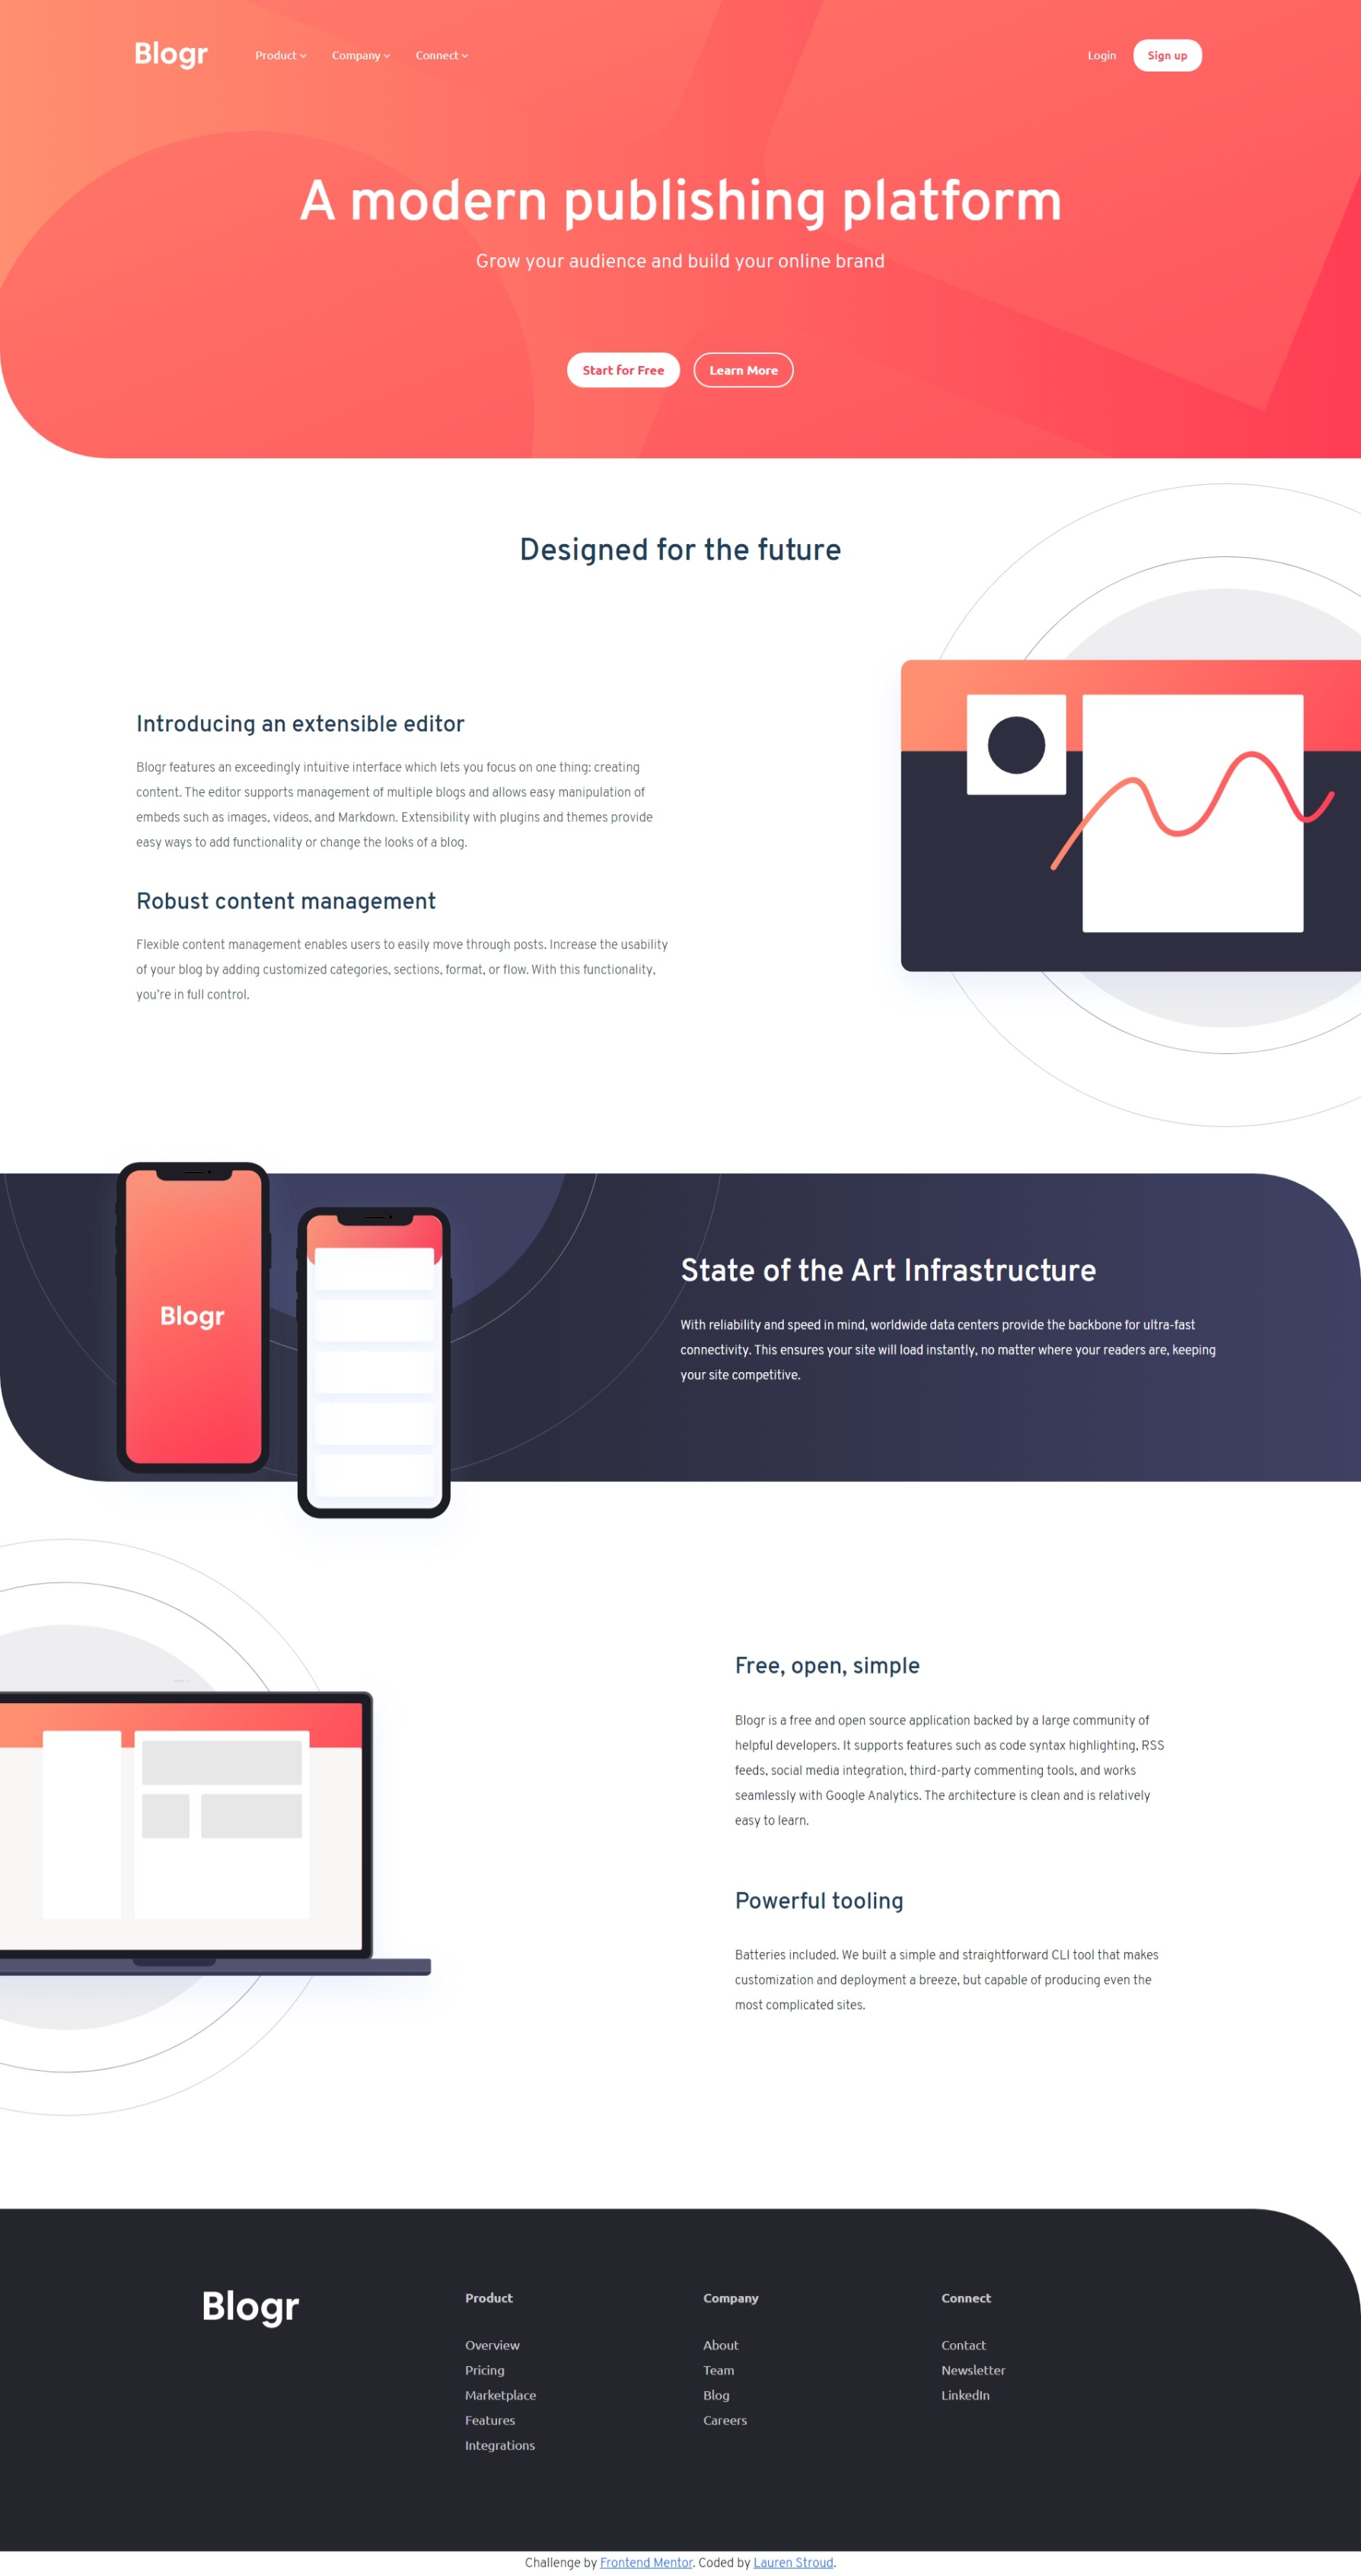 Blogr Product Company Connect Login Sign up
A modern publishing platform
Grow your audience and build your online brand
Start for Free Learn More
Designed for the future
Introducing an extensible editor
Blogr features an exceedingly intuitive interface which lets you focus on one thing: creating
content. The editor supports management of multiple blogs and allows easy manipulation of
embeds such as images, videos, and Markdown. Extensibility with plugins and themes provide
easy ways to add functionality or change the looks of a blog.
Robust content management
Flexible content management enables users to easily move through posts. Increase the usability
of your blog by adding customized categories, sections, format, or flow. With this functionality,
you're in full control.
Blogr
State of the Art Infrastructure
With reliability and speed in mind, worldwide data centers provide the backbone for ultra-fast
connectivity. This ensures your site will load instantly, no matter where your readers are, keeping
your site competitive.
Free, open, simple
Blogr is a free and open source application backed by a large community of
helpful developers. It supports features such as code syntax highlighting, RSS
feeds, social media integration, third-party commenting tools, and works
seamlessly with Google Analytics. The architecture is clean and is relatively
easy to learn.
Powerful tooling
Batteries included. We built a simple and straightforward CLI tool that makes
customization and deployment a breeze, but capable of producing even the
most complicated sites.
Blogr
Product
Overview
Pricing
Marketplace
Features
Integrations
Company
About
Team
Blog
Careers
Connect
Contact
Newsletter
LinkedIn
Challenge by Frontend Mentor. Coded by Lauren Stroud.